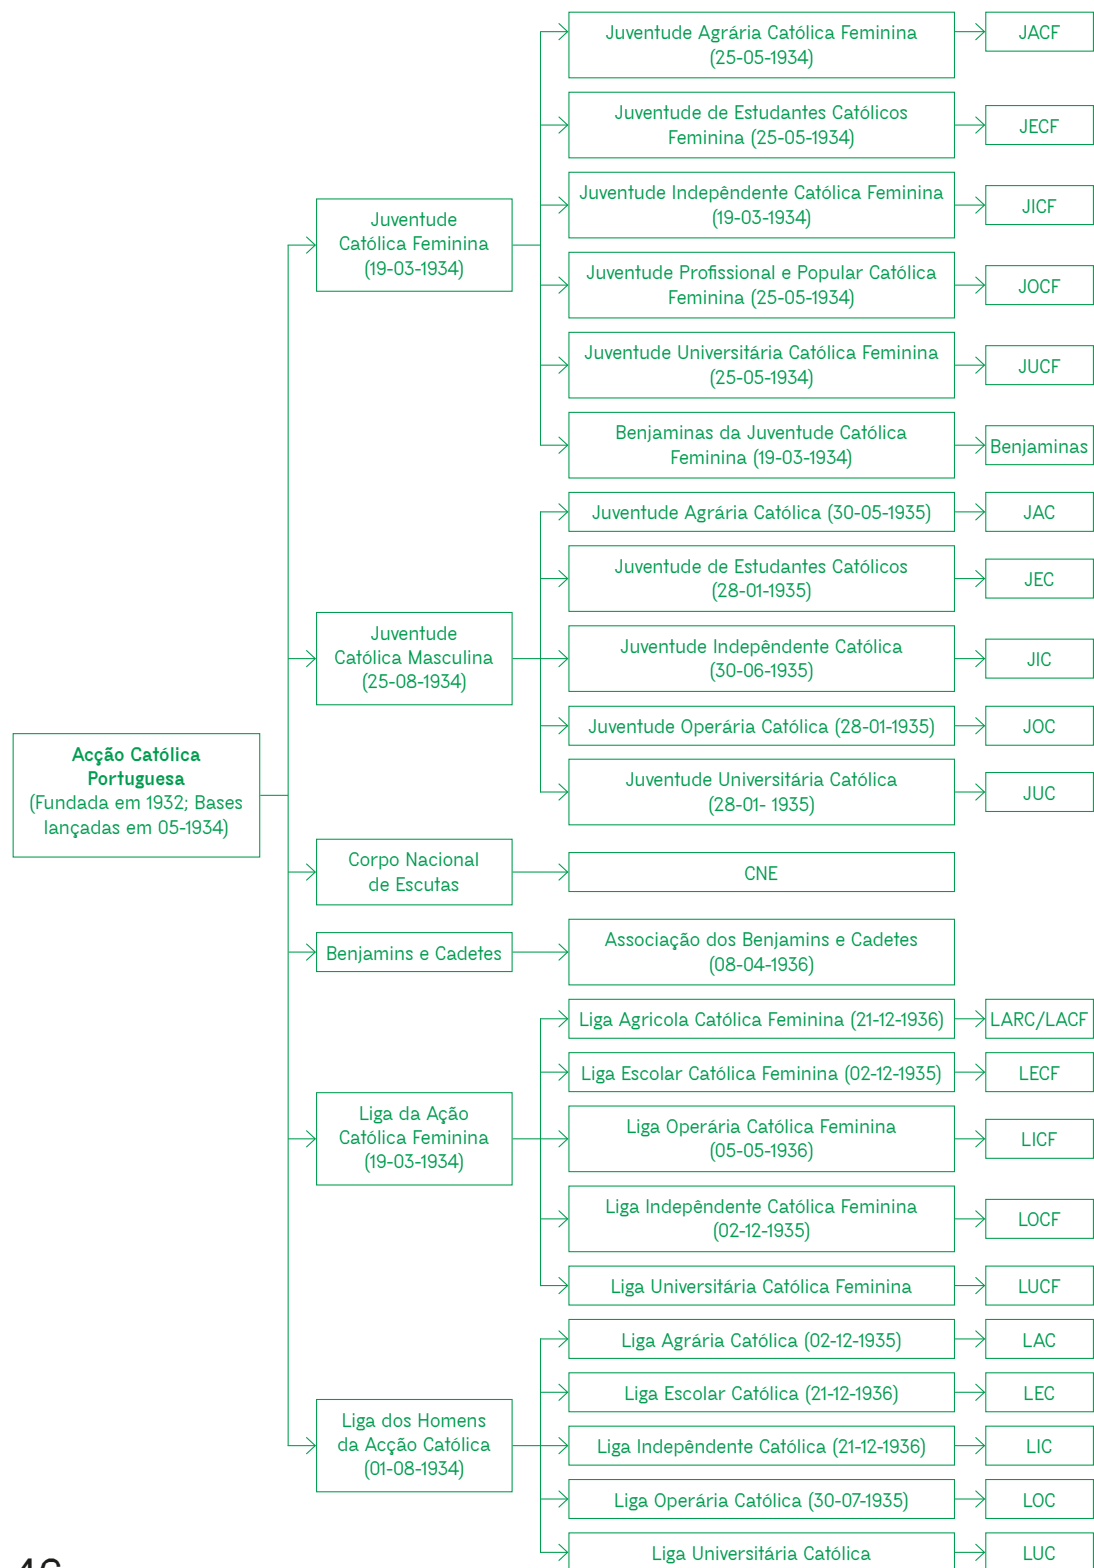 Juventude Agrária Católica Feminina
(25-05-1934)
JACF
Juventude de Estudantes Católicos
Feminina (25-05-1934)
JECF
Juventude Indepêndente Católica Feminina
(19-03-1934)
JICF
Juventude
Católica Feminina
(19-03-1934)
Juventude Profissional e Popular Católica
Feminina (25-05-1934)
JOCF
Juventude Universitária Católica Feminina
(25-05-1934)
JUCF
Benjaminas da Juventude Católica
Feminina (19-03-1934)
Benjaminas
Juventude Agrária Católica (30-05-1935)
JAC
Juventude de Estudantes Católicos
(28-01-1935)
JEC
Juventude
Católica Masculina
(25-08-1934)
Juventude Indepêndente Católica
(30-06-1935)
JIC
Juventude Operária Católica (28-01-1935)
JOC
Juventude Universitária Católica
(28-01- 1935)
JUC
Acção Católica
Portuguesa
(Fundada em 1932; Bases
lançadas em 05-1934)
Corpo Nacional
de Escutas
CNE
Benjamins e Cadetes
Associação dos Benjamins e Cadetes
(08-04-1936)
Liga Agricola Católica Feminina (21-12-1936)
LARC/LACF
Liga Escolar Católica Feminina (02-12-1935)
LECF
Liga da Ação
Católica Feminina
(19-03-1934)
Liga Operária Católica Feminina
(05-05-1936)
LICF
Liga Indepêndente Católica Feminina
(02-12-1935)
LOCF
Liga Universitária Católica Feminina
LUCF
Liga Agrária Católica (02-12-1935)
LAC
Liga Escolar Católica (21-12-1936)
LEC
Liga dos Homens
da Acção Católica
(01-08-1934)
Liga Indepêndente Católica (21-12-1936)
LIC
Liga Operária Católica (30-07-1935)
LOC
Liga Universitária Católica
LUC